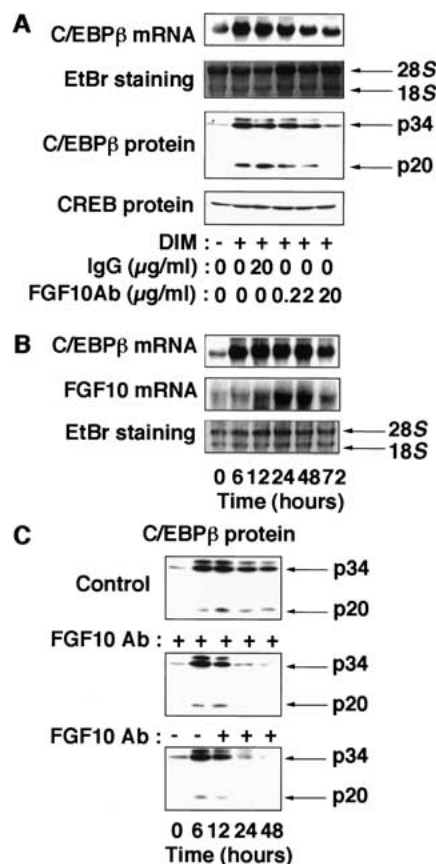 A
C/EBPβ mRNA
EtBr staining
28S
18S
C/EBPβ protein
p34
p20
CREB protein
DIM : - + + + + +
IgG (μg/ml) 0 0 20 0 0 0
FGF10Ab (μg/ml) 0 0 0 0.2 2 20
B
C/EBPβ mRNA
FGF10 mRNA
EtBr staining
28S
18S
0 6 12 24 48 72
Time (hours)
C
C/EBPβ protein
Control
p34
p20
FGF10 Ab : + + + + +
p34
p20
FGF10 Ab : - - + + +
p34
p20
0 6 12 24 48
Time (hours)